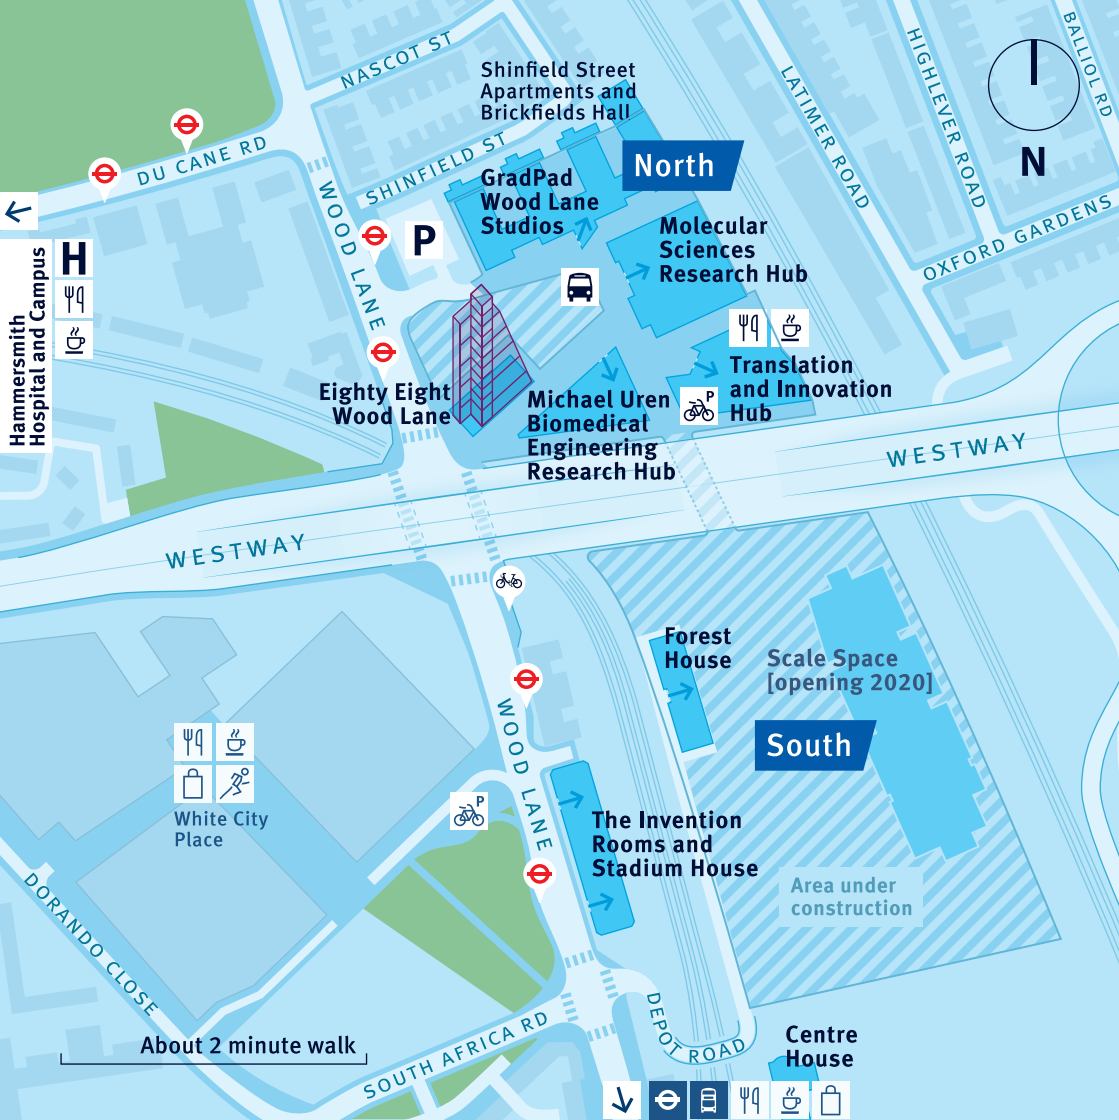 NASCOT ST
Shinfield Street
Apartments and
Brickfields Hall
LATIMER ROAD
HIGHLEVER ROAD
BALLIOL RD
N
DU CANE RD
SHINFIELD ST
North
GradPad
Wood Lane
Studios
WOOD LANE
P
Molecular
Sciences
Research Hub
OXFORD GARDENS
Hammersmith
Hospital and Campus
H
Translation
and Innovation
Hub
P
Eighty Eight
Wood Lane
Michael Uren
Biomedical
Engineering
Research Hub
WESTWAY
WESTWAY
Forest
House
Scale Space
[opening 2020]
South
WOOD LANE
White City
Place
P
The Invention
Rooms and
Stadium House
Area under
construction
DORANDO CLOSE
About 2 minute walk
SOUTH AFRICA RD
DEPOT ROAD
Centre
House